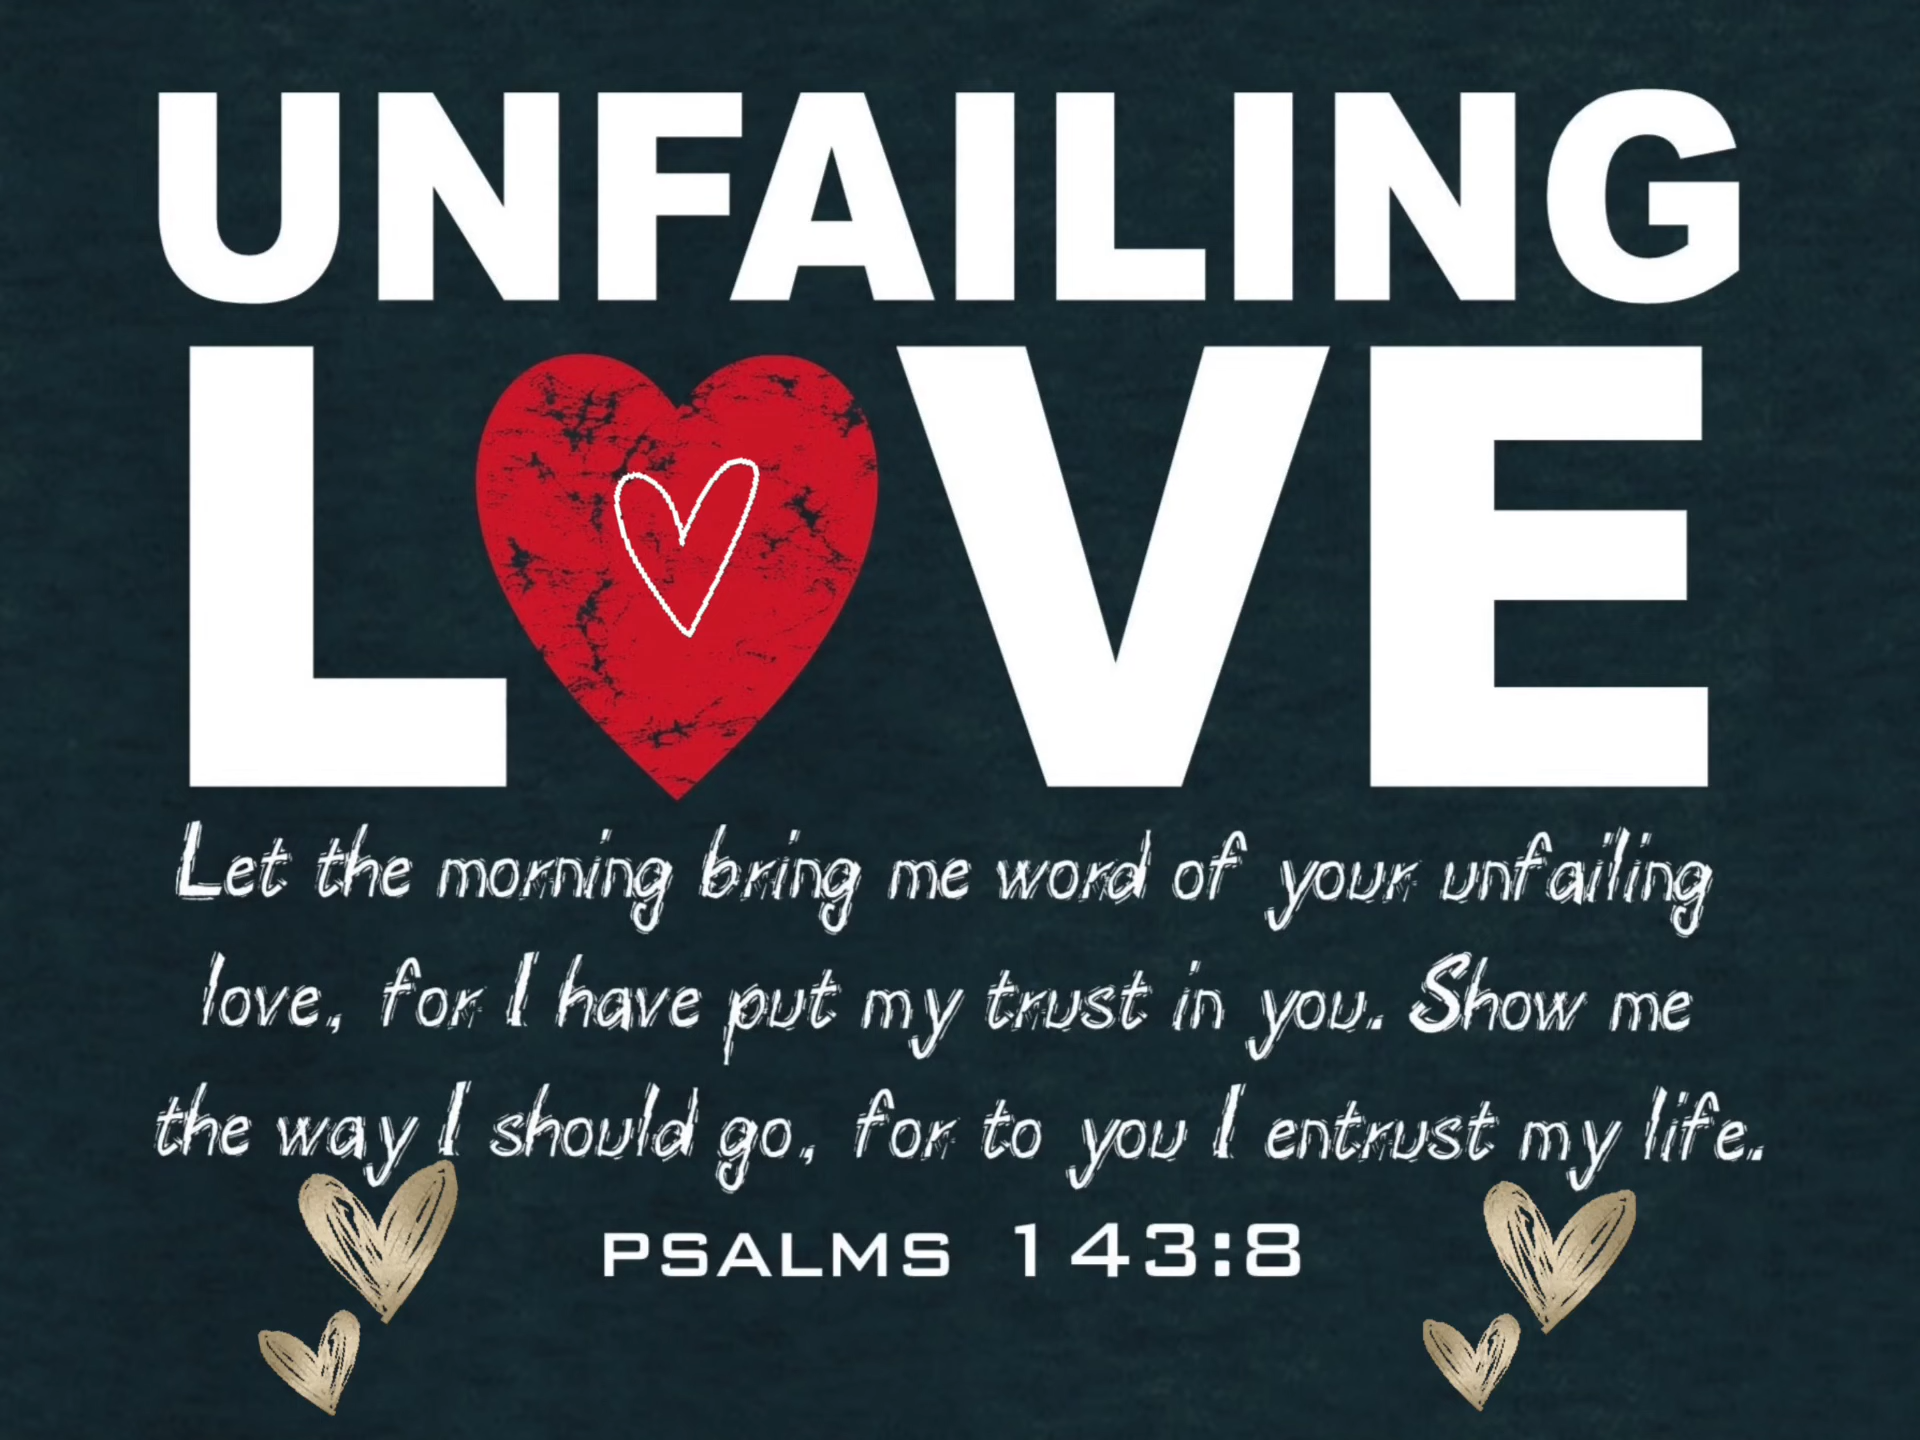 UNFAILING
LOVE
Let the morning bring me word of your unfailing
love, for I have put my trust in you. Show me
the way I should go, for to you I entrust my life.
PSALMS 143:8